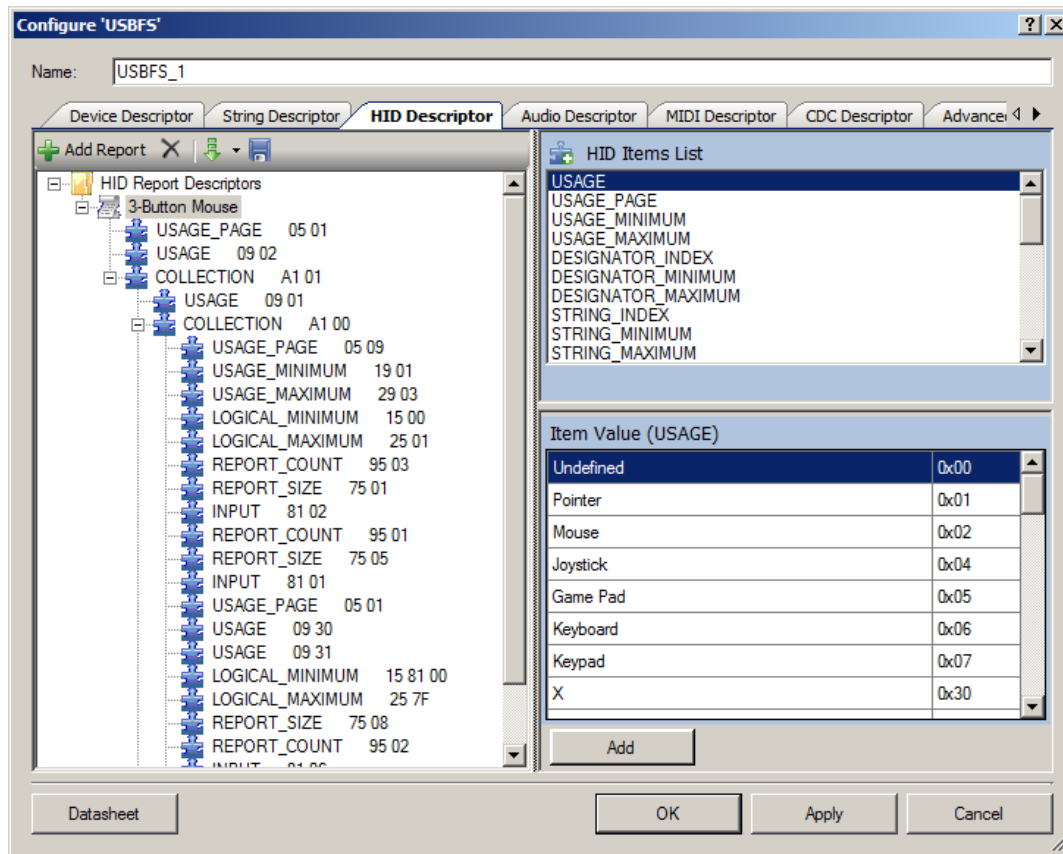 Configure 'USBFS'
Name: USBFS_1
Device Descriptor String Descriptor HID Descriptor Audio Descriptor MIDI Descriptor CDC Descriptor Advanced
Add Report
HID Report Descriptors
3-Button Mouse
USAGE_PAGE 05 01
USAGE 09 02
COLLECTION A1 01
USAGE 09 01
COLLECTION A1 00
USAGE_PAGE 05 09
USAGE_MINIMUM 19 01
USAGE_MAXIMUM 29 03
LOGICAL_MINIMUM 15 00
LOGICAL_MAXIMUM 25 01
REPORT_COUNT 95 03
REPORT_SIZE 75 01
INPUT 81 02
REPORT_COUNT 95 01
REPORT_SIZE 75 05
INPUT 81 01
USAGE_PAGE 05 01
USAGE 09 30
USAGE 09 31
LOGICAL_MINIMUM 15 81 00
LOGICAL_MAXIMUM 25 7F
REPORT_SIZE 75 08
REPORT_COUNT 95 02
HID Items List
USAGE
USAGE_PAGE
USAGE_MINIMUM
USAGE_MAXIMUM
DESIGNATOR_INDEX
DESIGNATOR_MINIMUM
DESIGNATOR_MAXIMUM
STRING_INDEX
STRING_MINIMUM
STRING_MAXIMUM
Item Value (USAGE)
Undefined 0x00
Pointer 0x01
Mouse 0x02
Joystick 0x04
Game Pad 0x05
Keyboard 0x06
Keypad 0x07
X 0x30
Add
Datasheet OK Apply Cancel